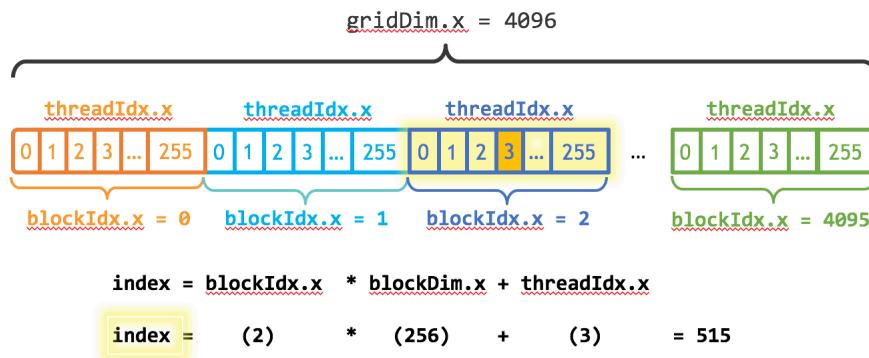 gridDim.x = 4096
threadIdx.x threadIdx.x threadIdx.x threadIdx.x
0 1 2 3 ... 255 0 1 2 3 ... 255 0 1 2 3 ... 255 ... 0 1 2 3 ... 255
blockIdx.x = 0 blockIdx.x = 1 blockIdx.x = 2 blockIdx.x = 4095
index = blockIdx.x * blockDim.x + threadIdx.x
index = (2) * (256) + (3) = 515